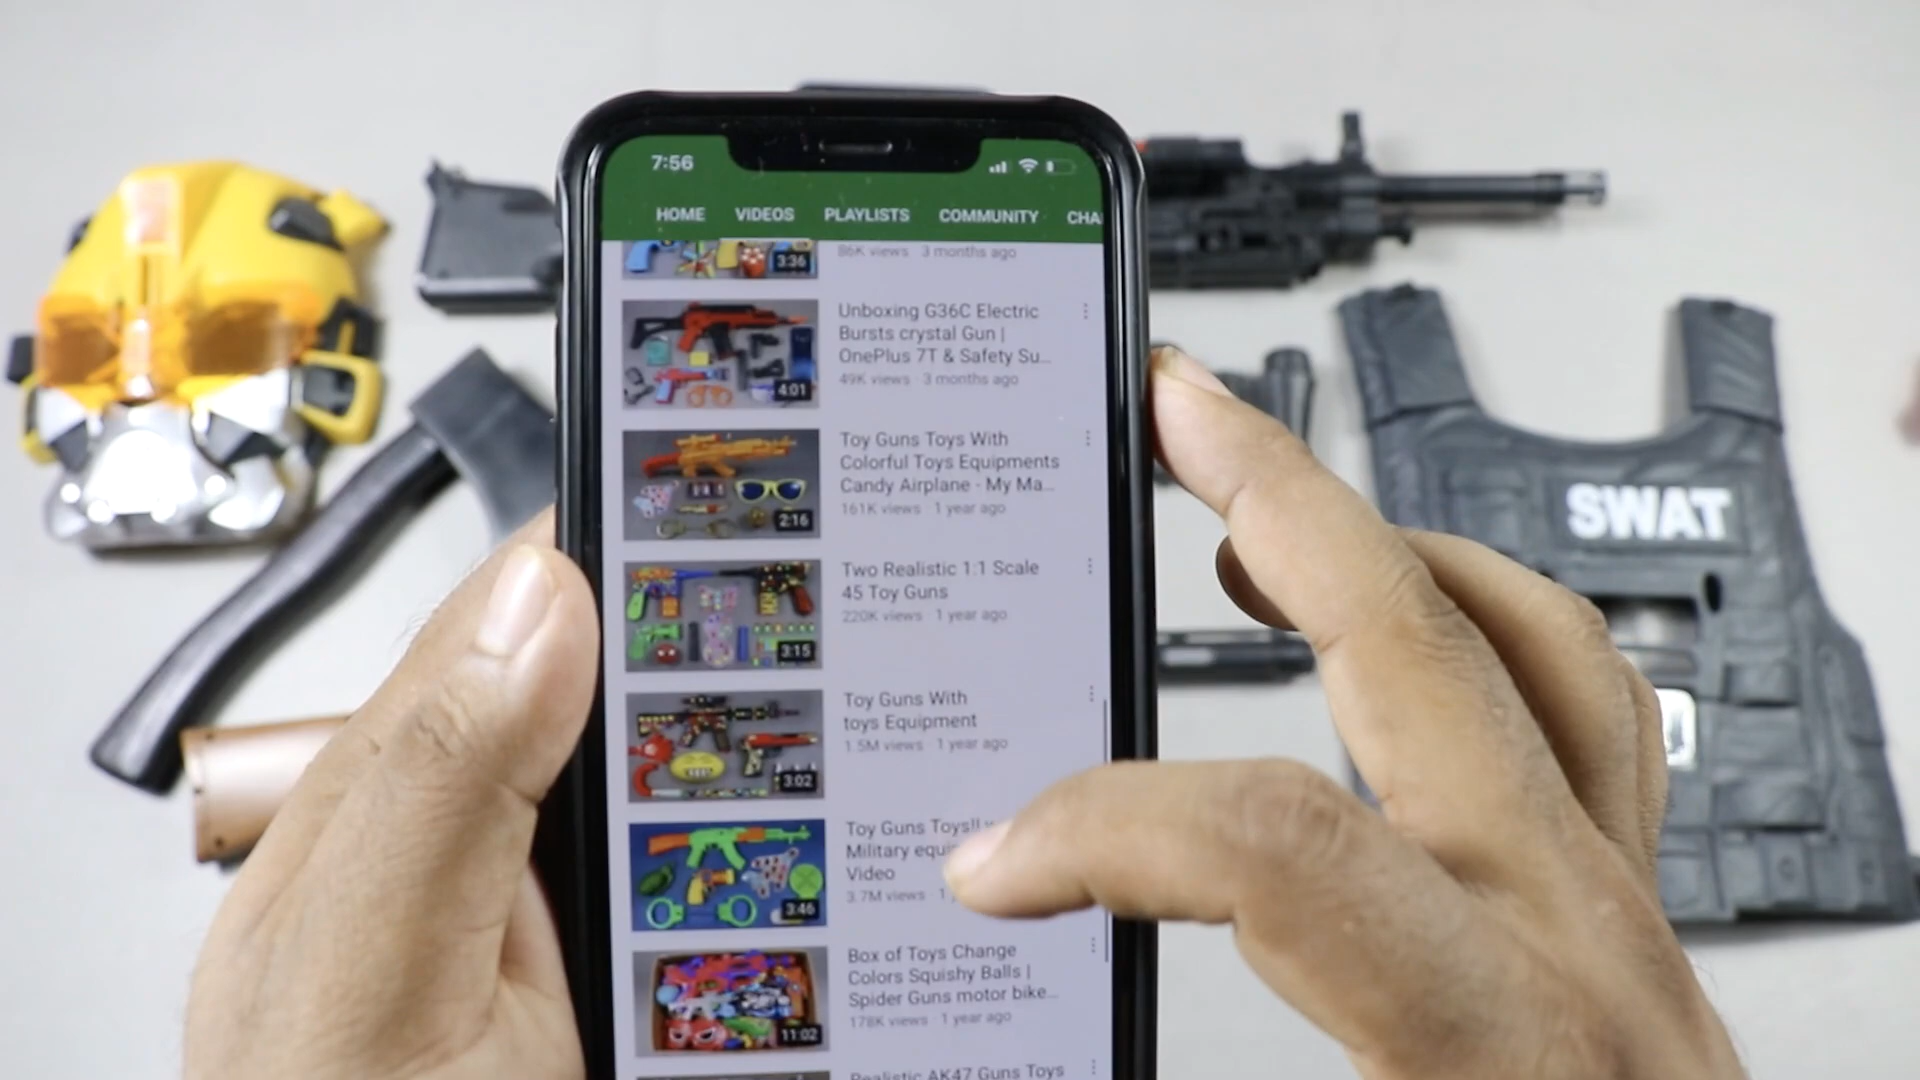 7:56
HOME VIDEOS PLAYLISTS COMMUNITY CHA
3:36
86K views · 3 months ago
Unboxing G36C Electric
Bursts crystal Gun |
OnePlus 7T & Safety Su...
49K views · 3 months ago
4:01
Toy Guns Toys With
Colorful Toys Equipments
Candy Airplane - My Ma...
161K views · 1 year ago
2:16
Two Realistic 1:1 Scale
45 Toy Guns
220K views · 1 year ago
3:15
Toy Guns With
toys Equipment
1.5M views · 1 year ago
3:02
Toy Guns Toys!!
Military
Video
3.7M views · 1
3:46
Box of Toys Change
Colors Squishy Balls |
Spider Guns motor bike...
178K views · 1 year ago
11:02
Realistic AK47 Guns Toys
SWAT